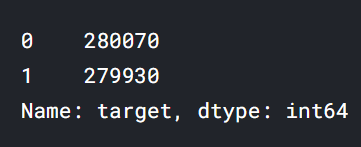 0    280070
1    279930
Name: target, dtype: int64